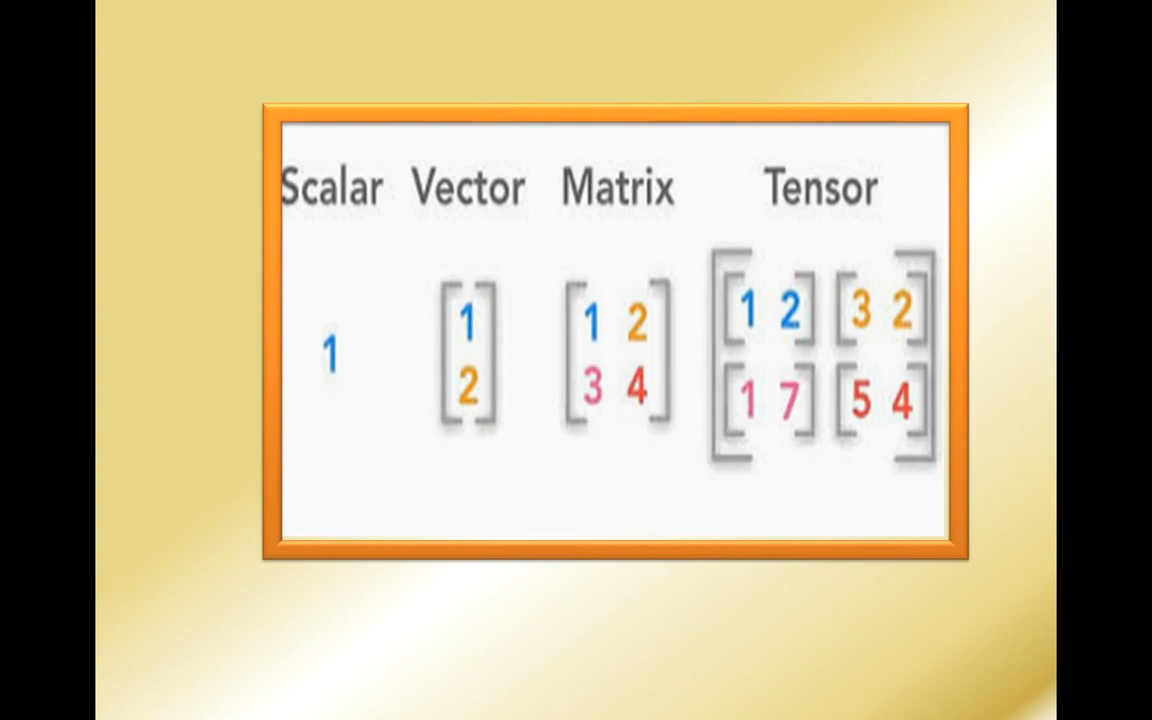 Scalar Vector Matrix Tensor
1 2 3 2
1 1 2
1
2 3 4 1 7 5 4